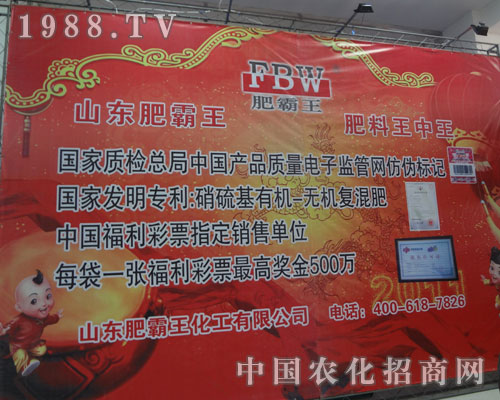 1988.TV
FBW
肥霸王
山东肥霸王 肥料王中王
国家质检总局中国产品质量电子监管网仿伪标记
国家发明专利:硝硫基有机-无机复混肥
中国福利彩票指定销售单位
每袋一张福利彩票最高奖金500万
2011
山东肥霸王化工有限公司 电话:400-618-7826
中国农化招商网